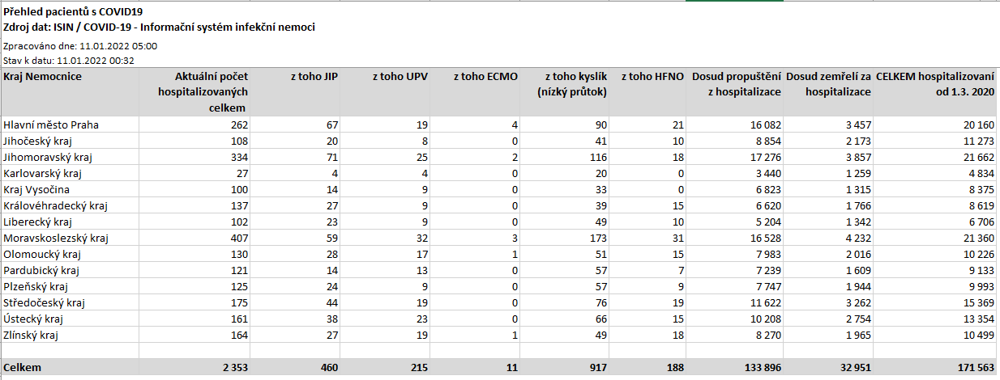 Přehled pacientů s COVID19
Zdroj dat: ISIN / COVID-19 - Informační systém infekční nemoci
Zpracováno dne: 11.01.2022 05:00
Stav k datu: 11.01.2022 00:32
Kraj Nemocnice Aktuální počet hospitalizovaných celkem z toho JIP z toho UPV z toho ECMO z toho kyslík (nízký průtok) z toho HFNO Dosud propuštění z hospitalizace Dosud zemřelí za hospitalizace CELKEM hospitalizovaní od 1.3. 2020
Hlavní město Praha 262 67 19 4 90 21 16 082 3 457 20 160
Jihočeský kraj 108 20 8 0 41 10 8 854 2 173 11 273
Jihomoravský kraj 334 71 25 2 116 18 17 276 3 857 21 662
Karlovarský kraj 27 4 4 0 20 0 3 440 1 259 4 834
Kraj Vysočina 100 14 9 0 33 0 6 823 1 315 8 375
Královéhradecký kraj 137 27 9 0 39 15 6 620 1 766 8 619
Liberecký kraj 102 23 9 0 49 10 5 204 1 342 6 706
Moravskoslezský kraj 407 59 32 3 173 31 16 528 4 232 21 360
Olomoucký kraj 130 28 17 1 51 15 7 983 2 016 10 226
Pardubický kraj 121 14 13 0 57 7 7 239 1 609 9 133
Plzeňský kraj 125 24 9 0 57 9 7 747 1 944 9 993
Středočeský kraj 175 44 19 0 76 19 11 622 3 262 15 369
Ústecký kraj 161 38 23 0 66 15 10 208 2 754 13 354
Zlínský kraj 164 27 19 1 49 18 8 270 1 965 10 499
Celkem 2 353 460 215 11 917 188 133 896 32 951 171 563